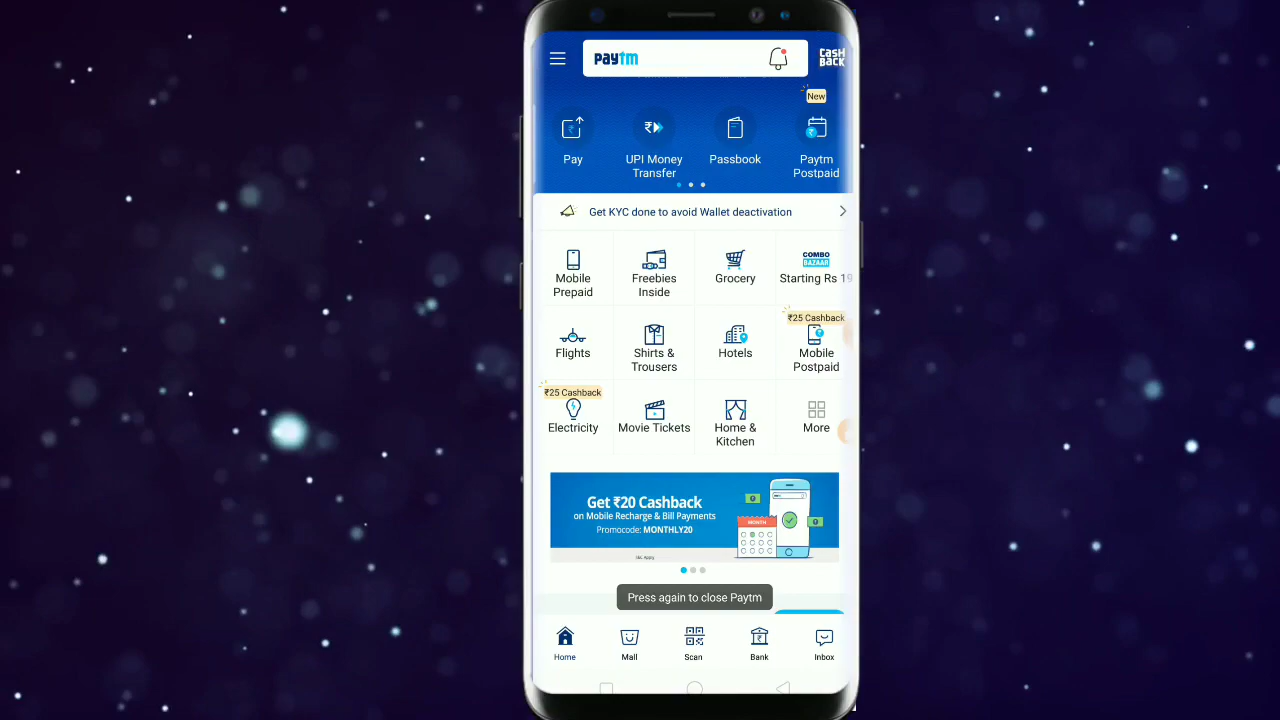 paytm
CASH
BACK
New
Pay
UPI Money
Transfer
Passbook
Paytm
Postpaid
Get KYC done to avoid Wallet deactivation
Mobile
Prepaid
Freebies
Inside
Grocery
COMBO
BAZAAR
Starting Rs 19
Flights
Shirts &
Trousers
Hotels
₹25 Cashback
Mobile
Postpaid
₹25 Cashback
Electricity
Movie Tickets
Home &
Kitchen
More
Get ₹20 Cashback
on Mobile Recharge & Bill Payments
Promocode: MONTHLY20
MONTH
T&C Apply
Press again to close Paytm
Home
Mall
Scan
Bank
Inbox